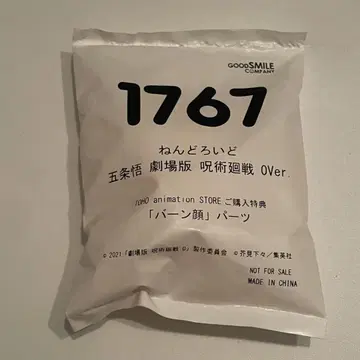 GOODSMILE
COMPANY
1767
ねんどろいど
五条悟 劇場版 呪術廻戦 0Ver.
TOHO animation STORE ご購入特典
「バーン顔」パーツ
© 2021「劇場版 呪術廻戦 0」製作委員会 ©芥見下々／集英社
NOT FOR SALE
MADE IN CHINA